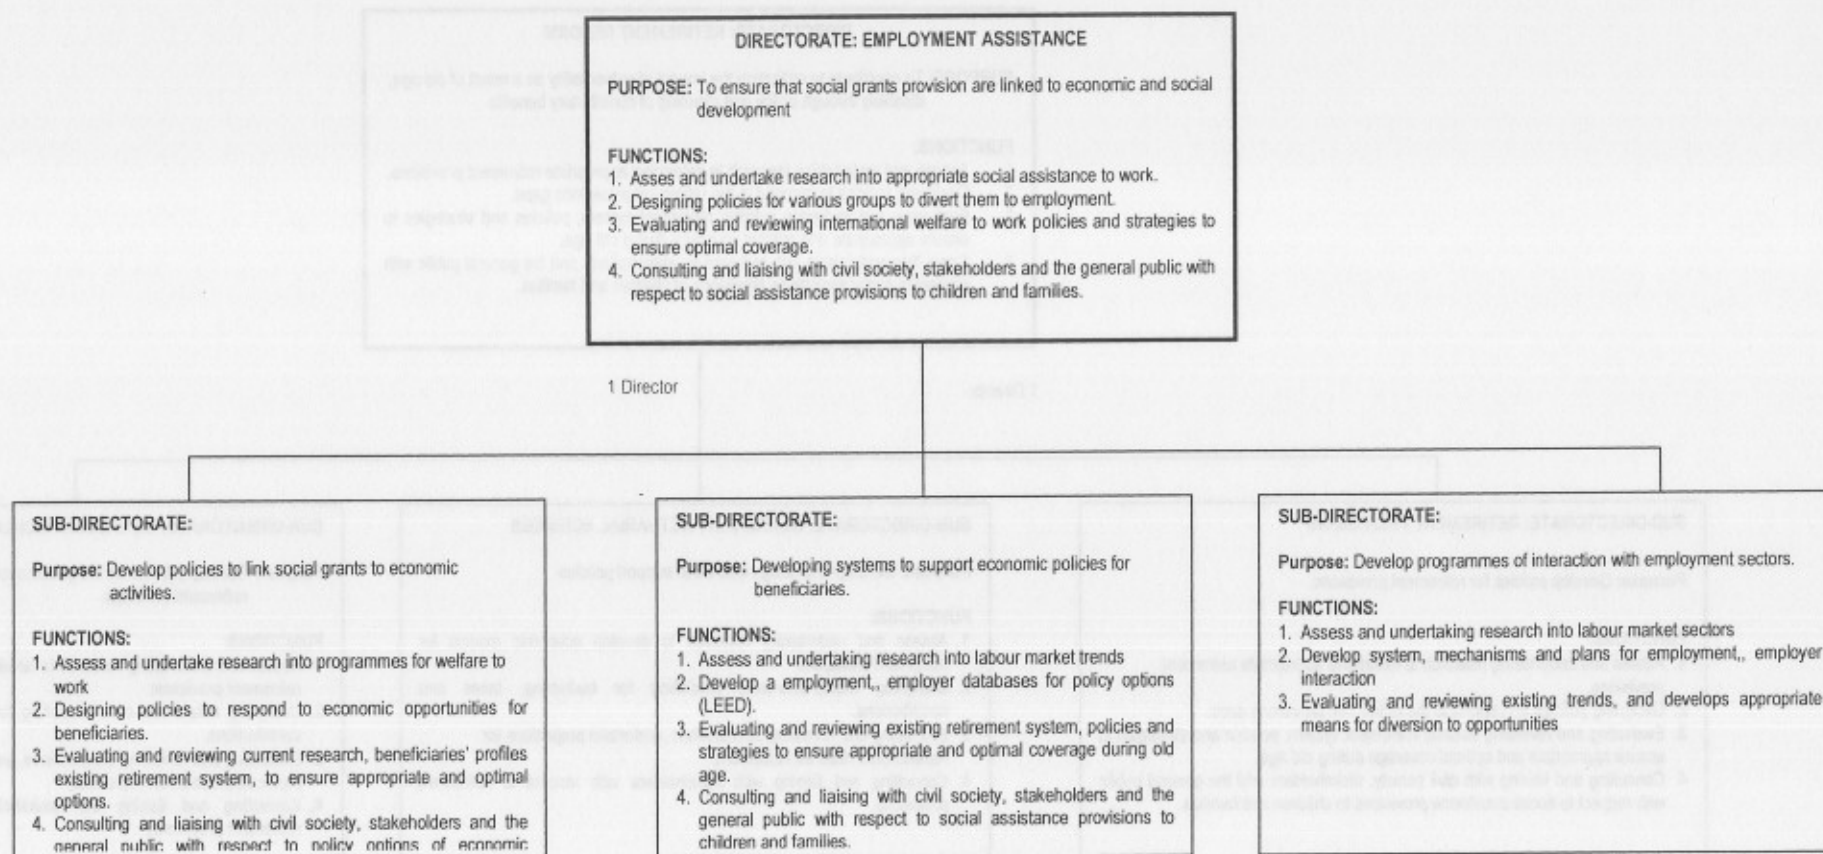 DIRECTORATE: EMPLOYMENT ASSISTANCE
PURPOSE: To ensure that social grants provision are linked to economic and social
development
FUNCTIONS:
1. Asses and undertake research into appropriate social assistance to work.
2. Designing policies for various groups to divert them to employment.
3. Evaluating and reviewing international welfare to work policies and strategies to
ensure optimal coverage.
4. Consulting and liaising with civil society, stakeholders and the general public with
respect to social assistance provisions to children and families.
1 Director
SUB-DIRECTORATE:
Purpose: Develop policies to link social grants to economic
activities.
FUNCTIONS:
1. Assess and undertake research into programmes for welfare to
work
2. Designing policies to respond to economic opportunities for
beneficiaries.
3. Evaluating and reviewing current research, beneficiaries' profiles
existing retirement system, to ensure appropriate and optimal
options.
4. Consulting and liaising with civil society, stakeholders and the
general public with respect to policy options of economic
SUB-DIRECTORATE:
Purpose: Developing systems to support economic policies for
beneficiaries.
FUNCTIONS:
1. Assess and undertaking research into labour market trends
2. Develop a employment,, employer databases for policy options
(LEED).
3. Evaluating and reviewing existing retirement system, policies and
strategies to ensure appropriate and optimal coverage during old
age.
4. Consulting and liaising with civil society, stakeholders and the
general public with respect to social assistance provisions to
children and families.
SUB-DIRECTORATE:
Purpose: Develop programmes of interaction with employment sectors.
FUNCTIONS:
1. Assess and undertaking research into labour market sectors
2. Develop system, mechanisms and plans for employment,, employer
interaction
3. Evaluating and reviewing existing trends, and develops appropriate
means for diversion to opportunities